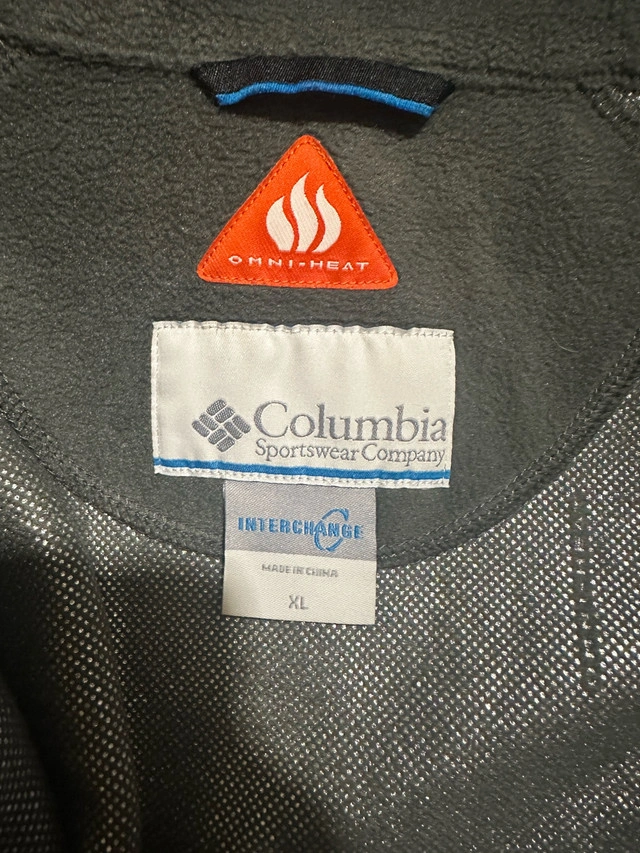 OMNI-HEAT
Columbia
Sportswear Company
INTERCHANGE
MADE IN CHINA
XL